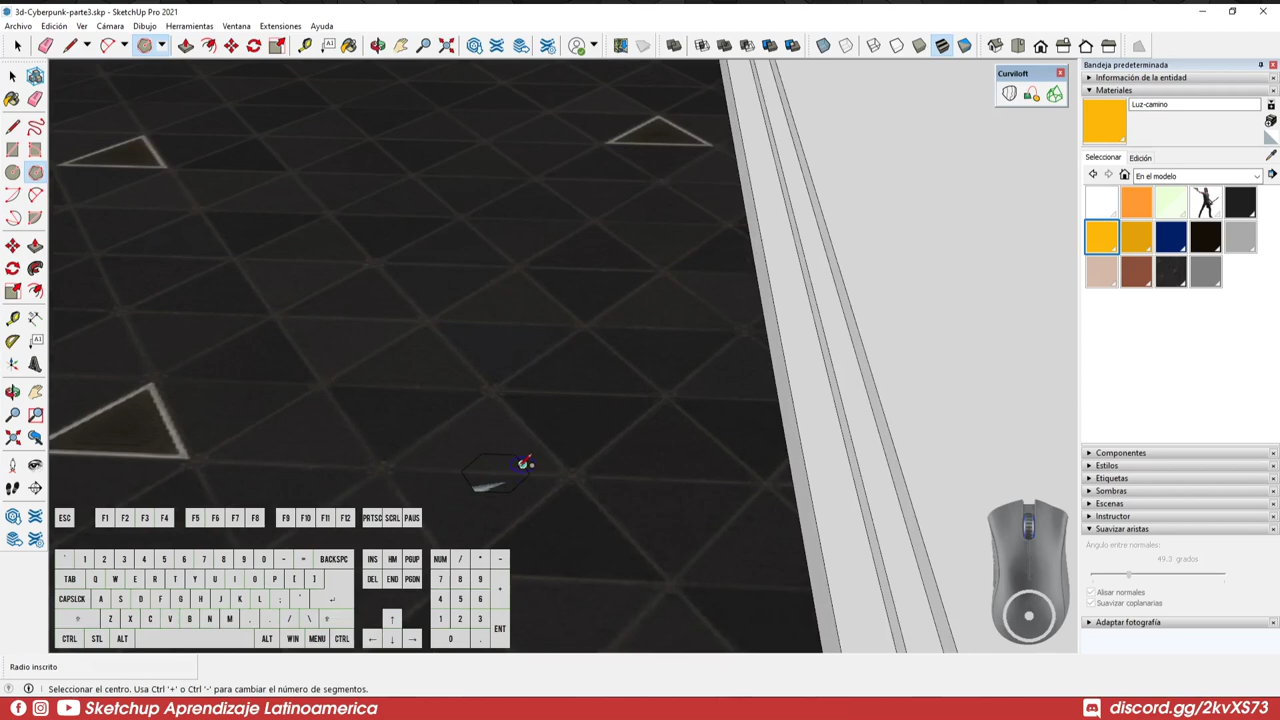 3d-Cyberpunk-parte3.skp - SketchUp Pro 2021
Archivo Edición Ver Cámara Dibujo Herramientas Ventana Extensiones Ayuda
Bandeja predeterminada
Información de la entidad
Materiales
Luz-camino
Seleccionar Edición
En el modelo
Curviloft
Componentes
Estilos
Etiquetas
Sombras
Escenas
Instructor
Suavizar aristas
Ángulo entre normales:
49.3 grados
Alisar normales
Suavizar coplanarias
Adaptar fotografía
ESC F1 F2 F3 F4 F5 F6 F7 F8 F9 F10 F11 F12 PRTSC SCRL PAUS
` 1 2 3 4 5 6 7 8 9 0 - = BACKSPC INS HM PGUP NUM / * -
TAB Q W E R T Y U I O P [ ] DEL END PGDN 7 8 9 +
CAPSLCK A S D F G H J K L ; ' 4 5 6
Z X C V B N M , . / \ 1 2 3 ENT
CTRL STL ALT ALT WIN MENU CTRL ← ↓ → 0 .
Radio inscrito
Seleccionar el centro. Usa Ctrl '+' o Ctrl '-' para cambiar el número de segmentos.
Sketchup Aprendizaje Latinoamerica
discord.gg/2kvXS73